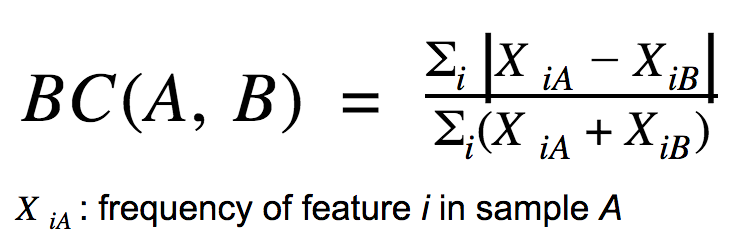 BC(A, B) = Σᵢ |X iA − X iB| / Σᵢ(X iA + X iB)
X iA : frequency of feature i in sample A